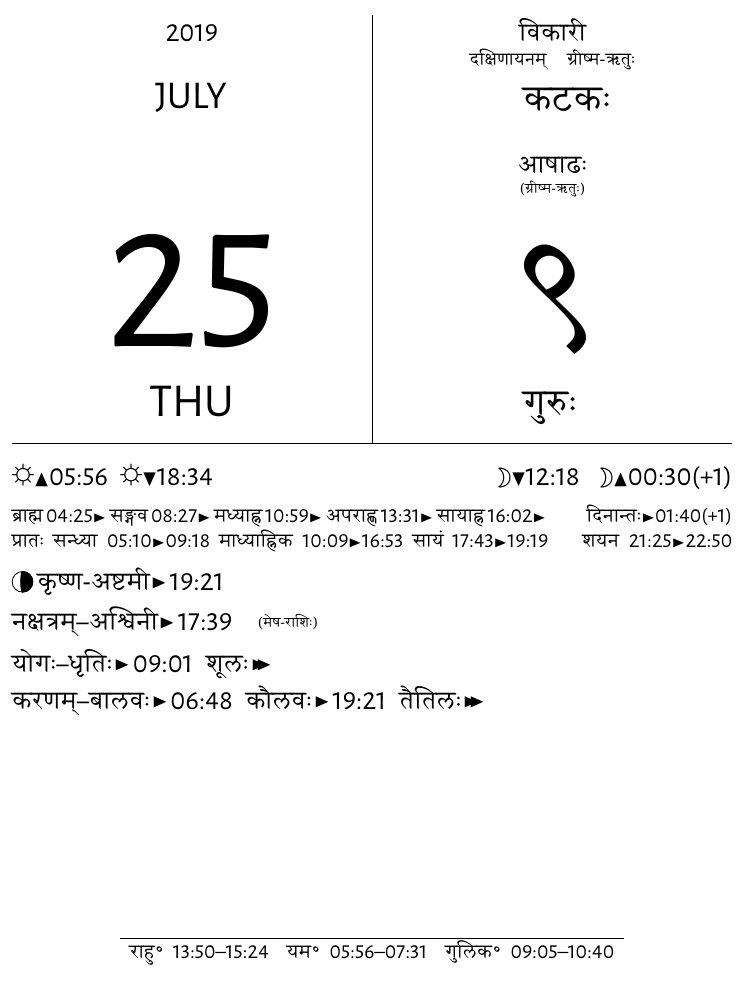 2019
JULY
25
THU
विकारी
दक्षिणायनम् ग्रीष्म-ऋतुः
कटकः
आषाढः
(ग्रीष्म-ऋतुः)
९
गुरुः
☼▲05:56 ☼▼18:34 ☽▼12:18 ☽▲00:30(+1)
ब्राह्म 04:25► सङ्गव 08:27► मध्याह्न 10:59► अपराह्ण 13:31► सायाह्न 16:02► दिनान्तः►01:40(+1)
प्रातः सन्ध्या 05:10►09:18 माध्याह्निक 10:09►16:53 सायं 17:43►19:19 शयन 21:25►22:50
कृष्ण-अष्टमी►19:21
नक्षत्रम्–अश्विनी►17:39 (मेष-राशिः)
योगः–धृतिः►09:01 शूलः►►
करणम्–बालवः►06:48 कौलवः►19:21 तैतिलः►►
राहु॰ 13:50–15:24 यम॰ 05:56–07:31 गुलिक॰ 09:05–10:40